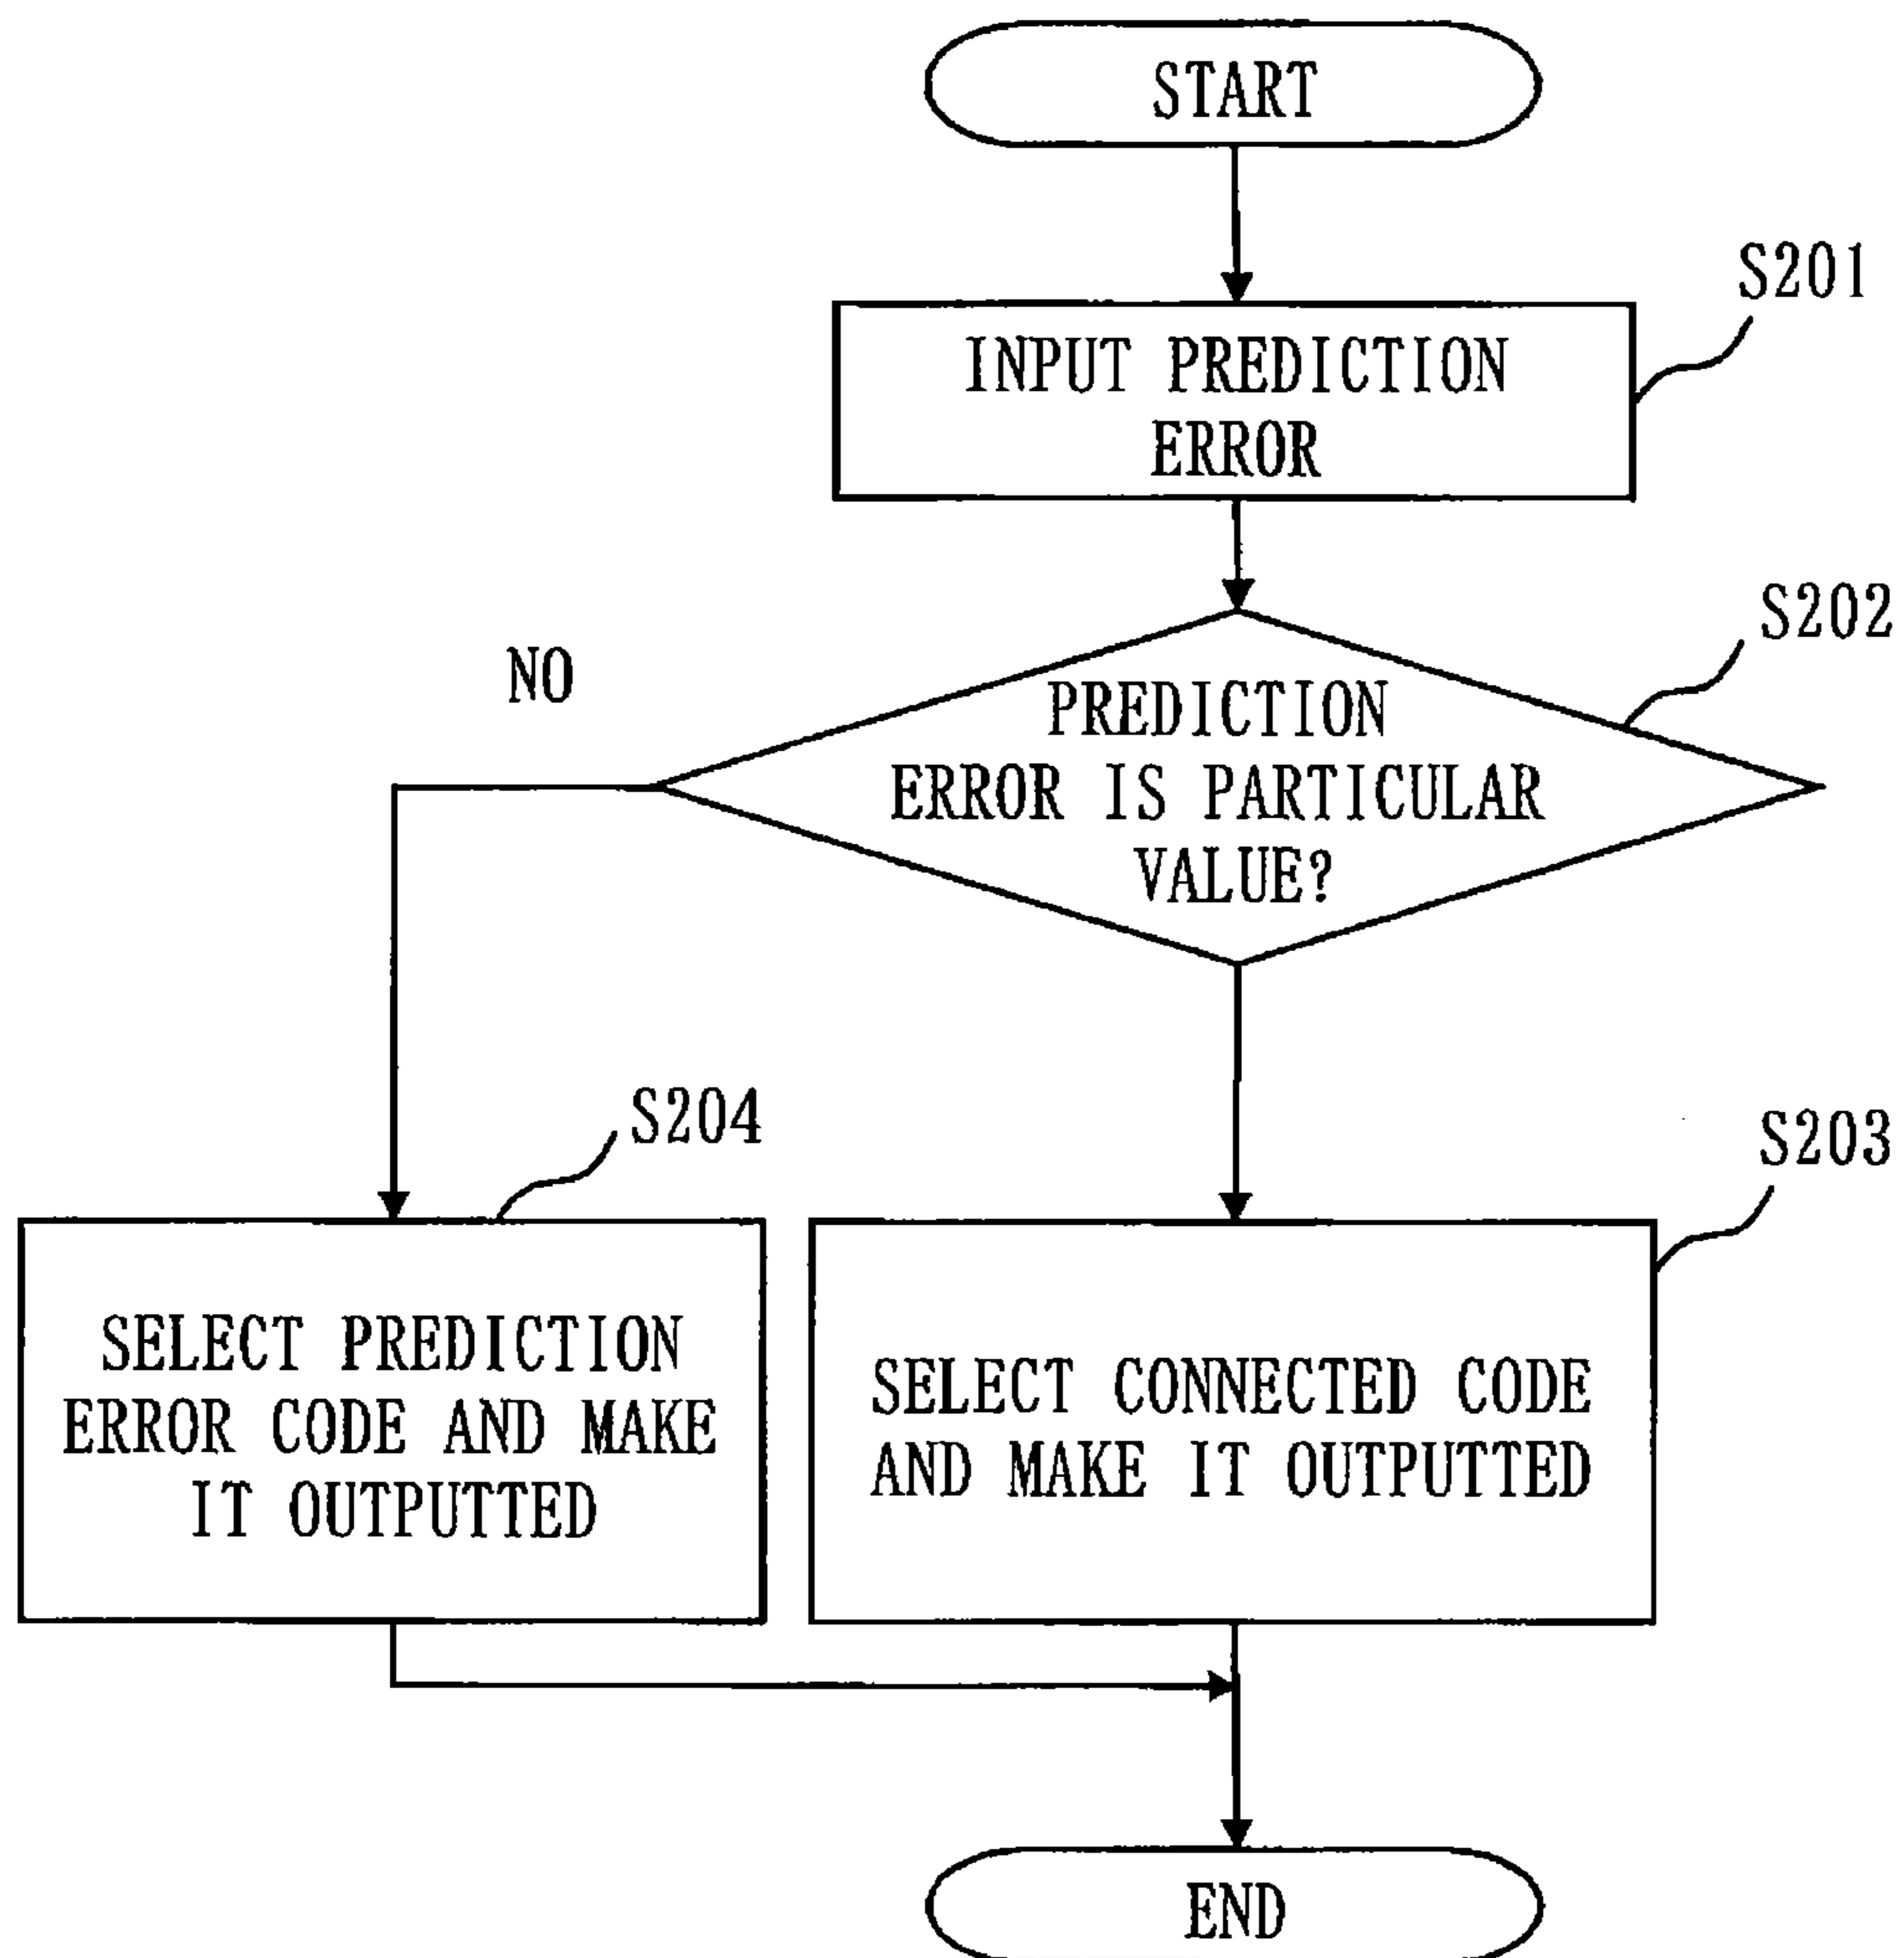 START
S201
INPUT PREDICTION
ERROR
S202
NO
PREDICTION
ERROR IS PARTICULAR
VALUE?
S204
S203
SELECT PREDICTION
ERROR CODE AND MAKE
IT OUTPUTTED
SELECT CONNECTED CODE
AND MAKE IT OUTPUTTED
END